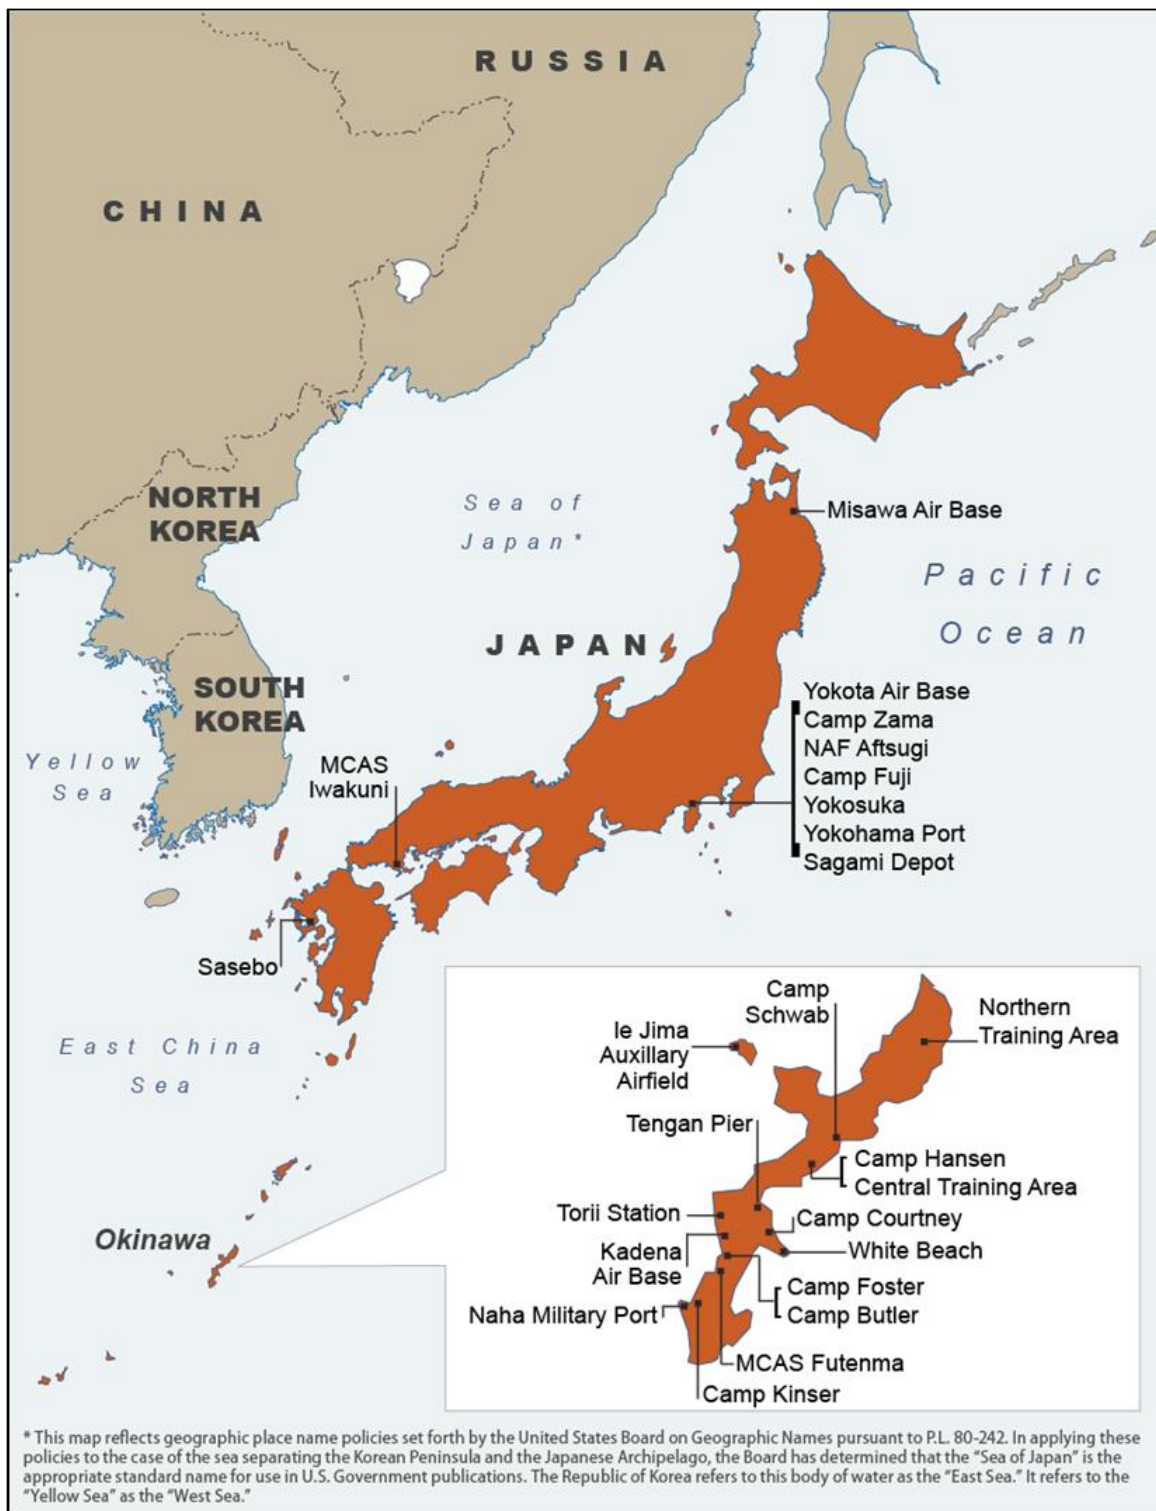 RUSSIA
CHINA
NORTH
KOREA
Sea of
Japan*
Misawa Air Base
Pacific
Ocean
JAPAN
SOUTH
KOREA
Yellow
Sea
MCAS
Iwakuni
Yokota Air Base
Camp Zama
NAF Aftsugi
Camp Fuji
Yokosuka
Yokohama Port
Sagami Depot
Sasebo
East China
Sea
Okinawa
Camp
Schwab
Northern
Training Area
Ie Jima
Auxillary
Airfield
Tengan Pier
Camp Hansen
Central Training Area
Torii Station
Camp Courtney
Kadena
Air Base
White Beach
Camp Foster
Camp Butler
Naha Military Port
MCAS Futenma
Camp Kinser
* This map reflects geographic place name policies set forth by the United States Board on Geographic Names pursuant to P.L. 80-242. In applying these
policies to the case of the sea separating the Korean Peninsula and the Japanese Archipelago, the Board has determined that the “Sea of Japan” is the
appropriate standard name for use in U.S. Government publications. The Republic of Korea refers to this body of water as the “East Sea.” It refers to the
“Yellow Sea” as the “West Sea.”